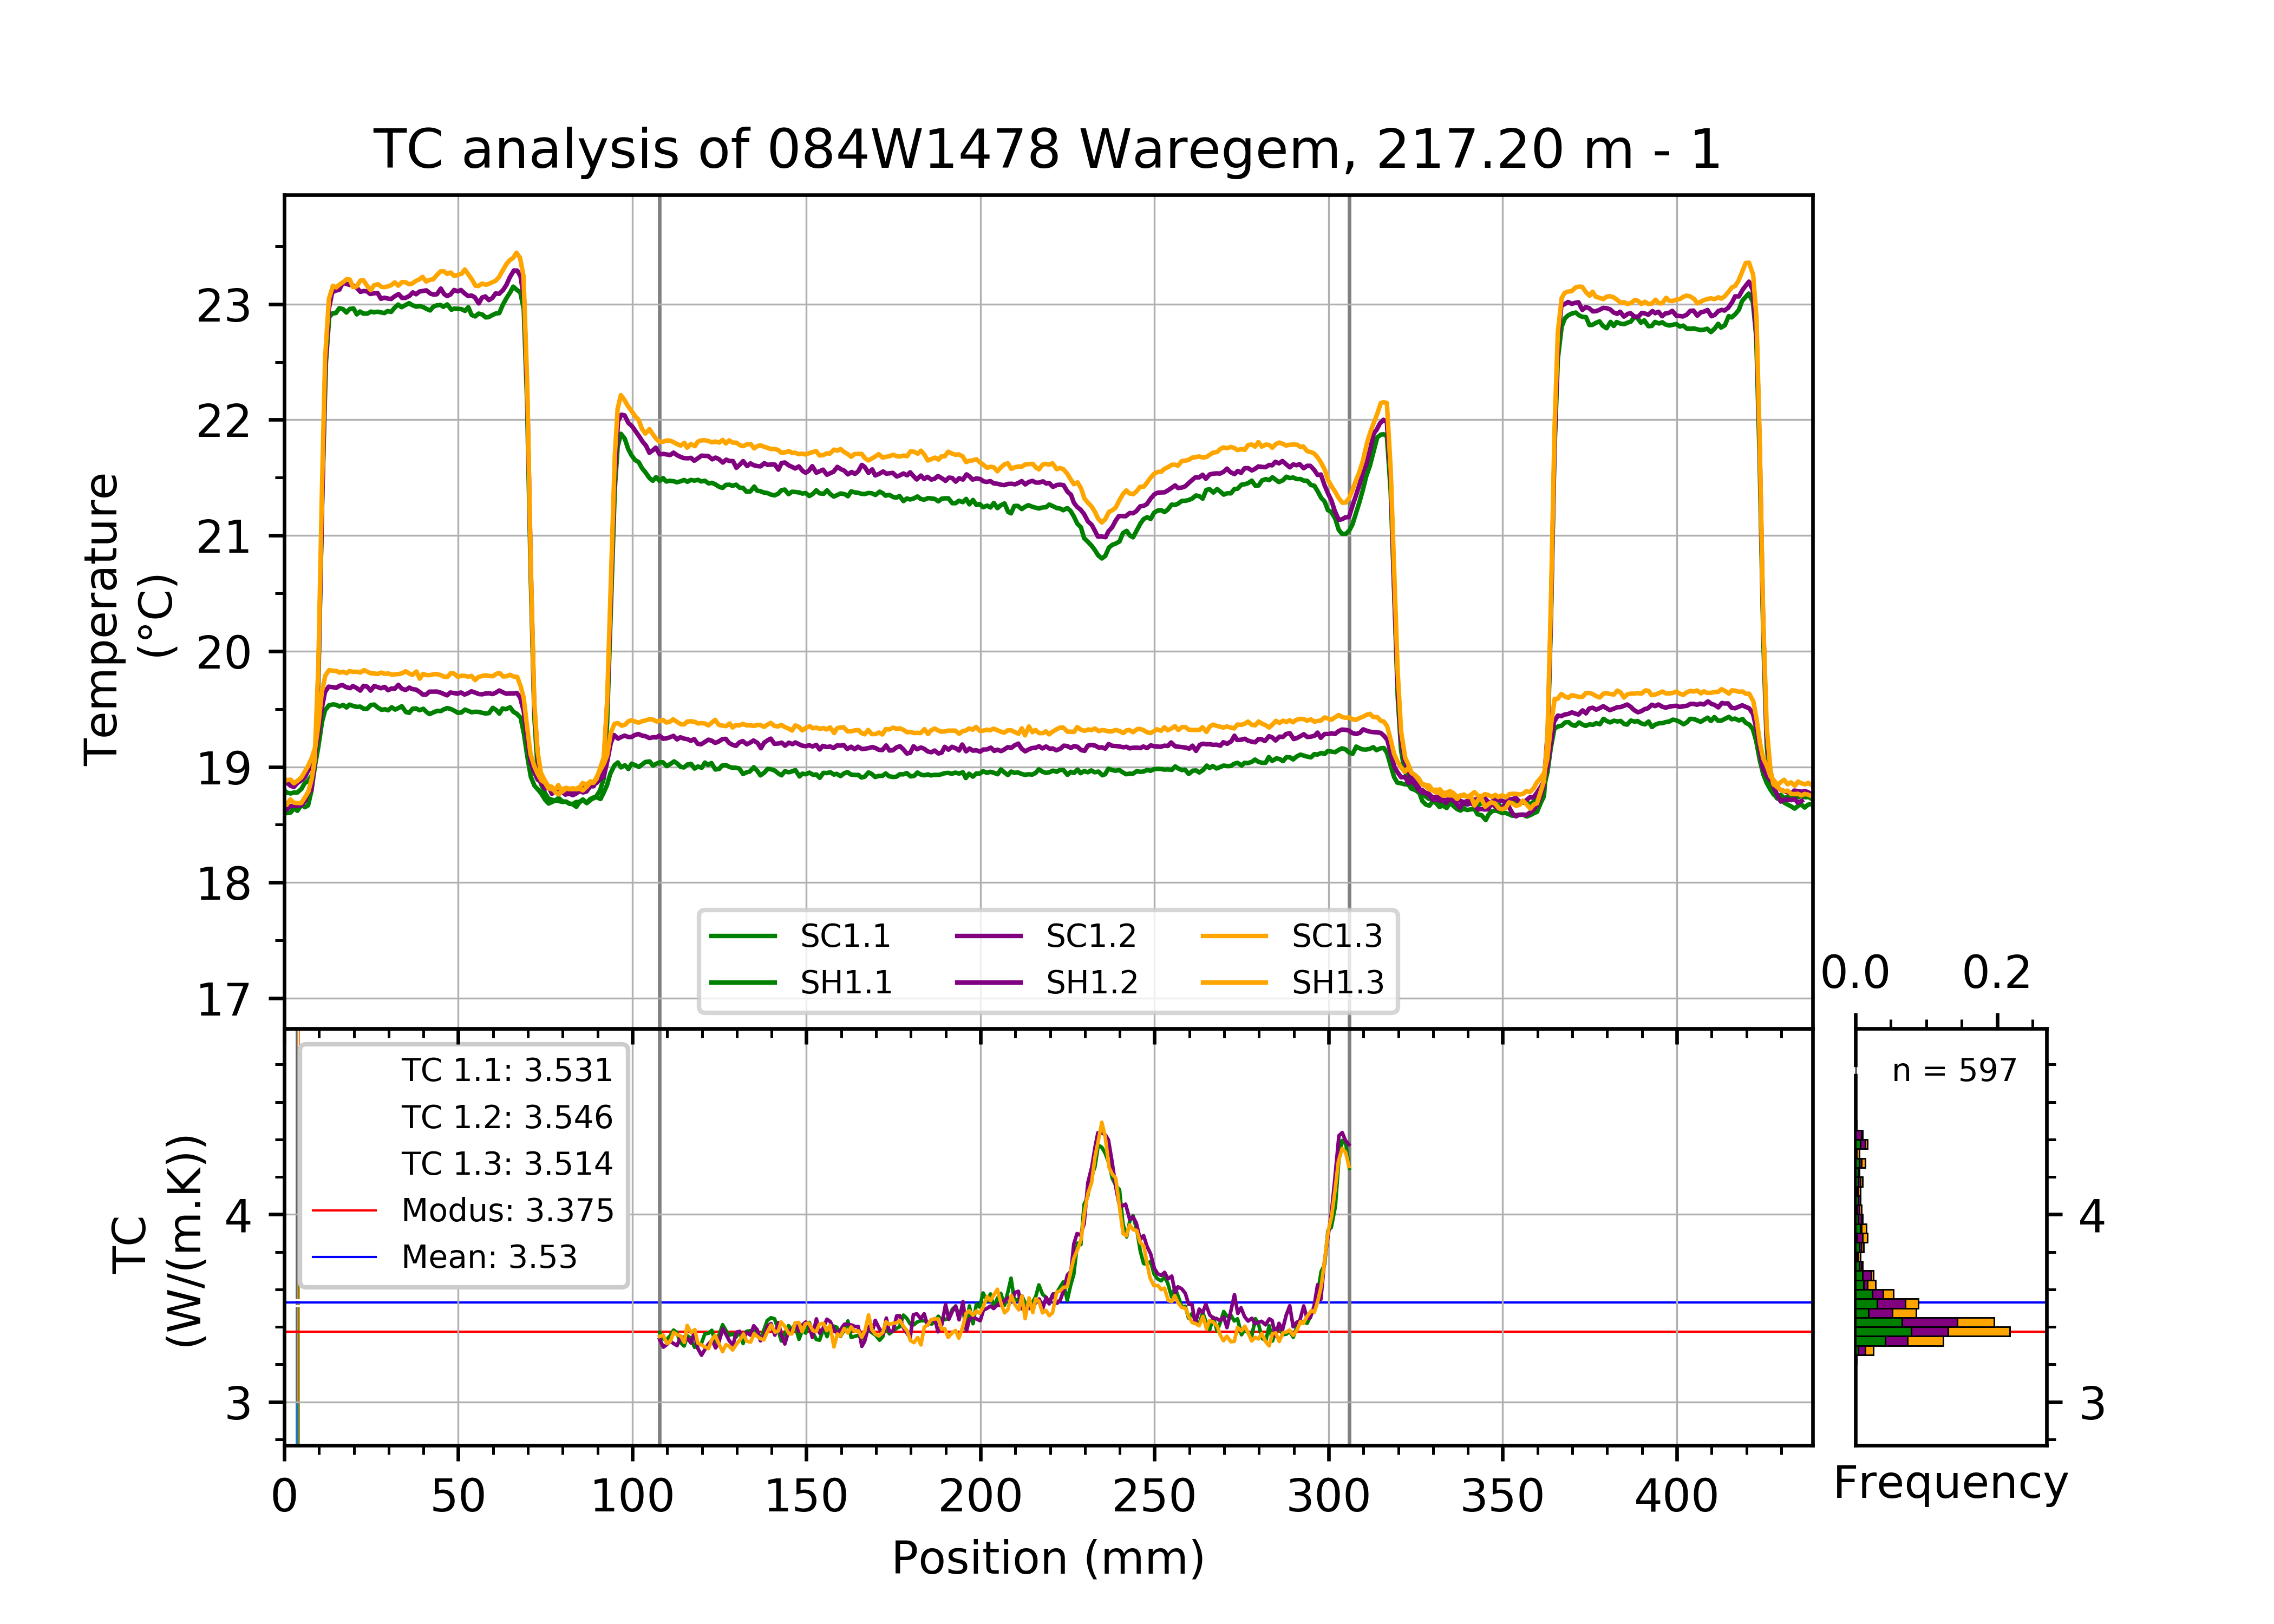 TC analysis of 084W1478 Waregem, 217.20 m - 1
Temperature
(°C)
23
22
21
20
19
18
17
SC1.1 SC1.2 SC1.3
SH1.1 SH1.2 SH1.3
0.0 0.2
TC
(W/(m.K))
4
3
TC 1.1: 3.531
TC 1.2: 3.546
TC 1.3: 3.514
Modus: 3.375
Mean: 3.53
n = 597
4
3
0 50 100 150 200 250 300 350 400
Position (mm)
Frequency